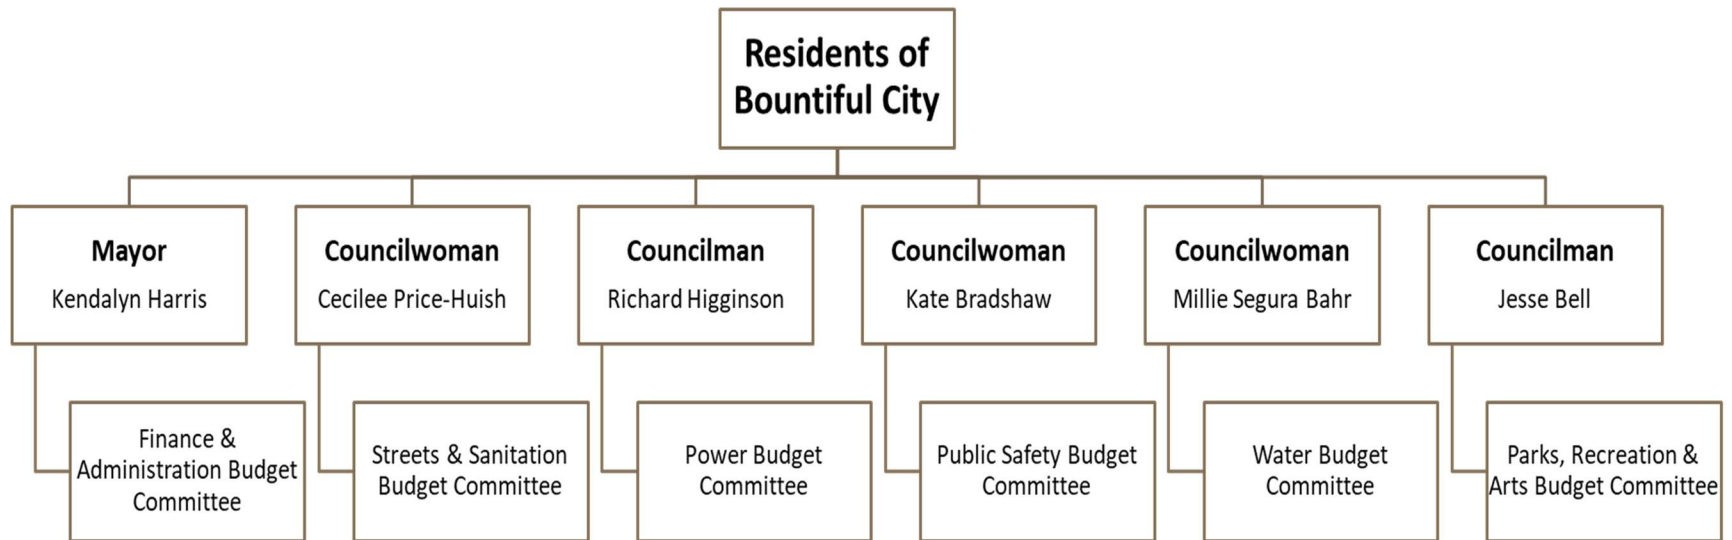 Residents of
Bountiful City
Mayor
Kendalyn Harris
Councilwoman
Cecilee Price-Huish
Councilman
Richard Higginson
Councilwoman
Kate Bradshaw
Councilwoman
Millie Segura Bahr
Councilman
Jesse Bell
Finance &
Administration Budget
Committee
Streets & Sanitation
Budget Committee
Power Budget
Committee
Public Safety Budget
Committee
Water Budget
Committee
Parks, Recreation &
Arts Budget Committee